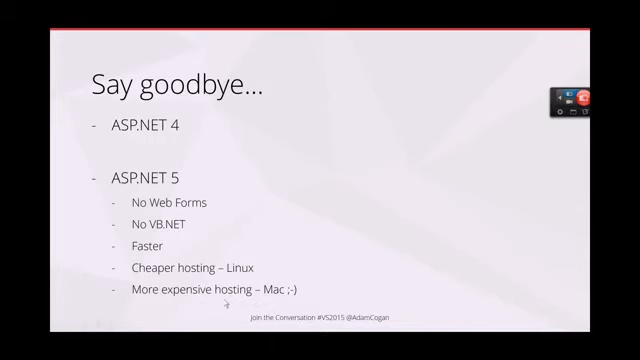 Say goodbye...
- ASP.NET 4
- ASP.NET 5
- No Web Forms
- No VB.NET
- Faster
- Cheaper hosting – Linux
- More expensive hosting – Mac ;-)
Join the Conversation #VS2015 @AdamCogan